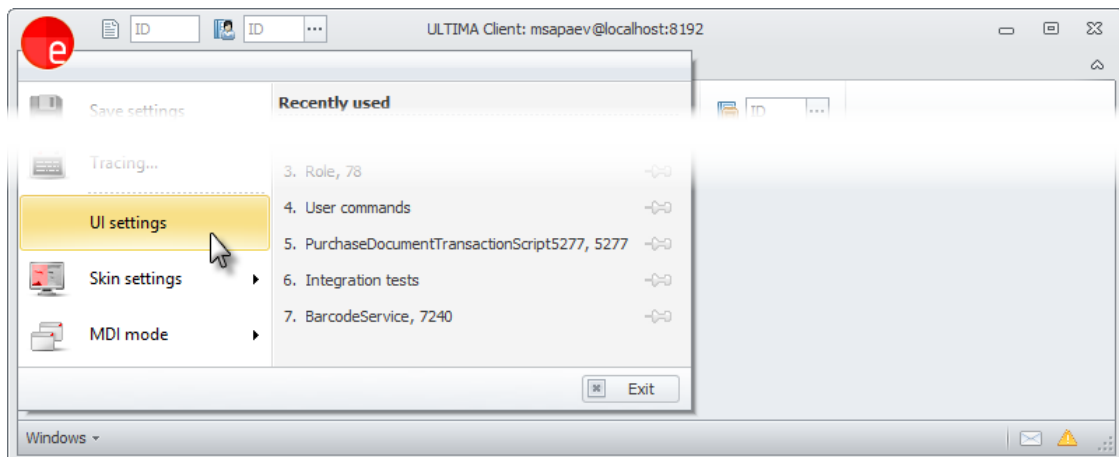 ID
ID
...
ULTIMA Client: msapaev@localhost:8192
e
Save settings
Recently used
ID
...
Tracing...
3. Role, 78
4. User commands
UI settings
5. PurchaseDocumentTransactionScript5277, 5277
Skin settings
6. Integration tests
7. BarcodeService, 7240
MDI mode
Exit
Windows